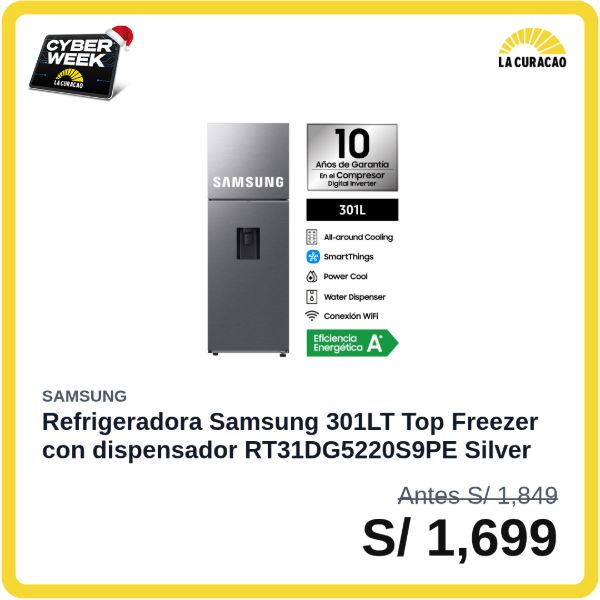 CYBER
WEEK
LA CURACAO
LA CURACAO
SAMSUNG
10
Años de Garantía
En el Compresor
Digital Inverter
301L
All-around Cooling
SmartThings
Power Cool
Water Dispenser
Conexión WiFi
Eficiencia
Energética A
SAMSUNG
Refrigeradora Samsung 301LT Top Freezer
con dispensador RT31DG5220S9PE Silver
Antes S/ 1,849
S/ 1,699